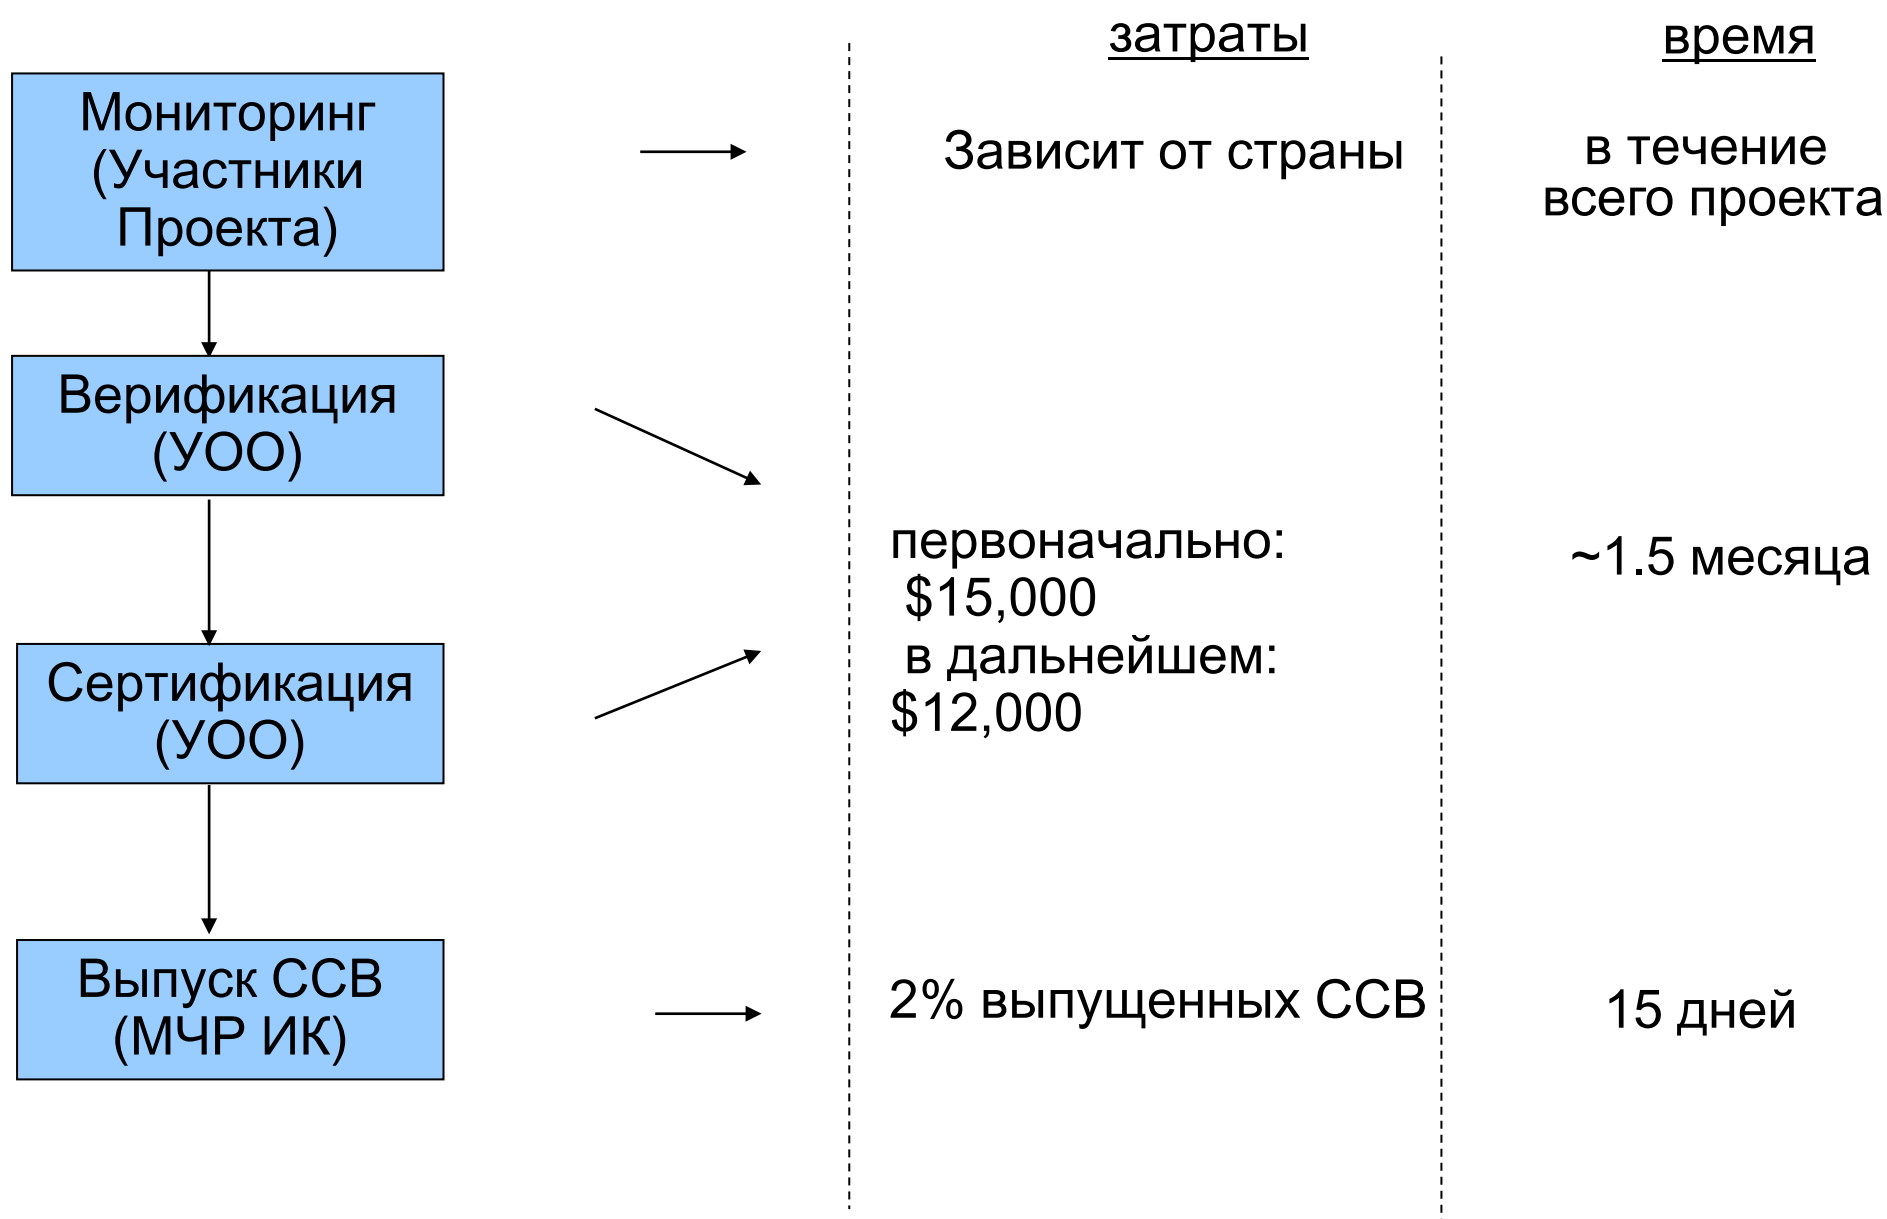 затраты
время
Мониторинг
(Участники
Проекта)
Зависит от страны
в течение
всего проекта
Верификация
(УОО)
первоначально:
$15,000
в дальнейшем:
$12,000
~1.5 месяца
Сертификация
(УОО)
Выпуск ССВ
(МЧР ИК)
2% выпущенных ССВ
15 дней